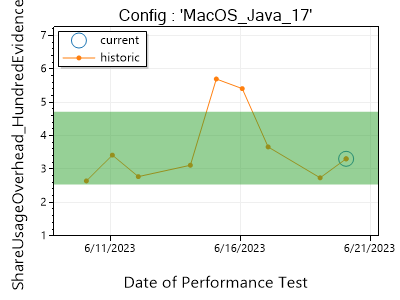 Config : 'MacOS_Java_17'
current
historic
ShareUsageOverhead_HundredEvidence
7
6
5
4
3
2
1
6/11/2023
6/16/2023
6/21/2023
Date of Performance Test